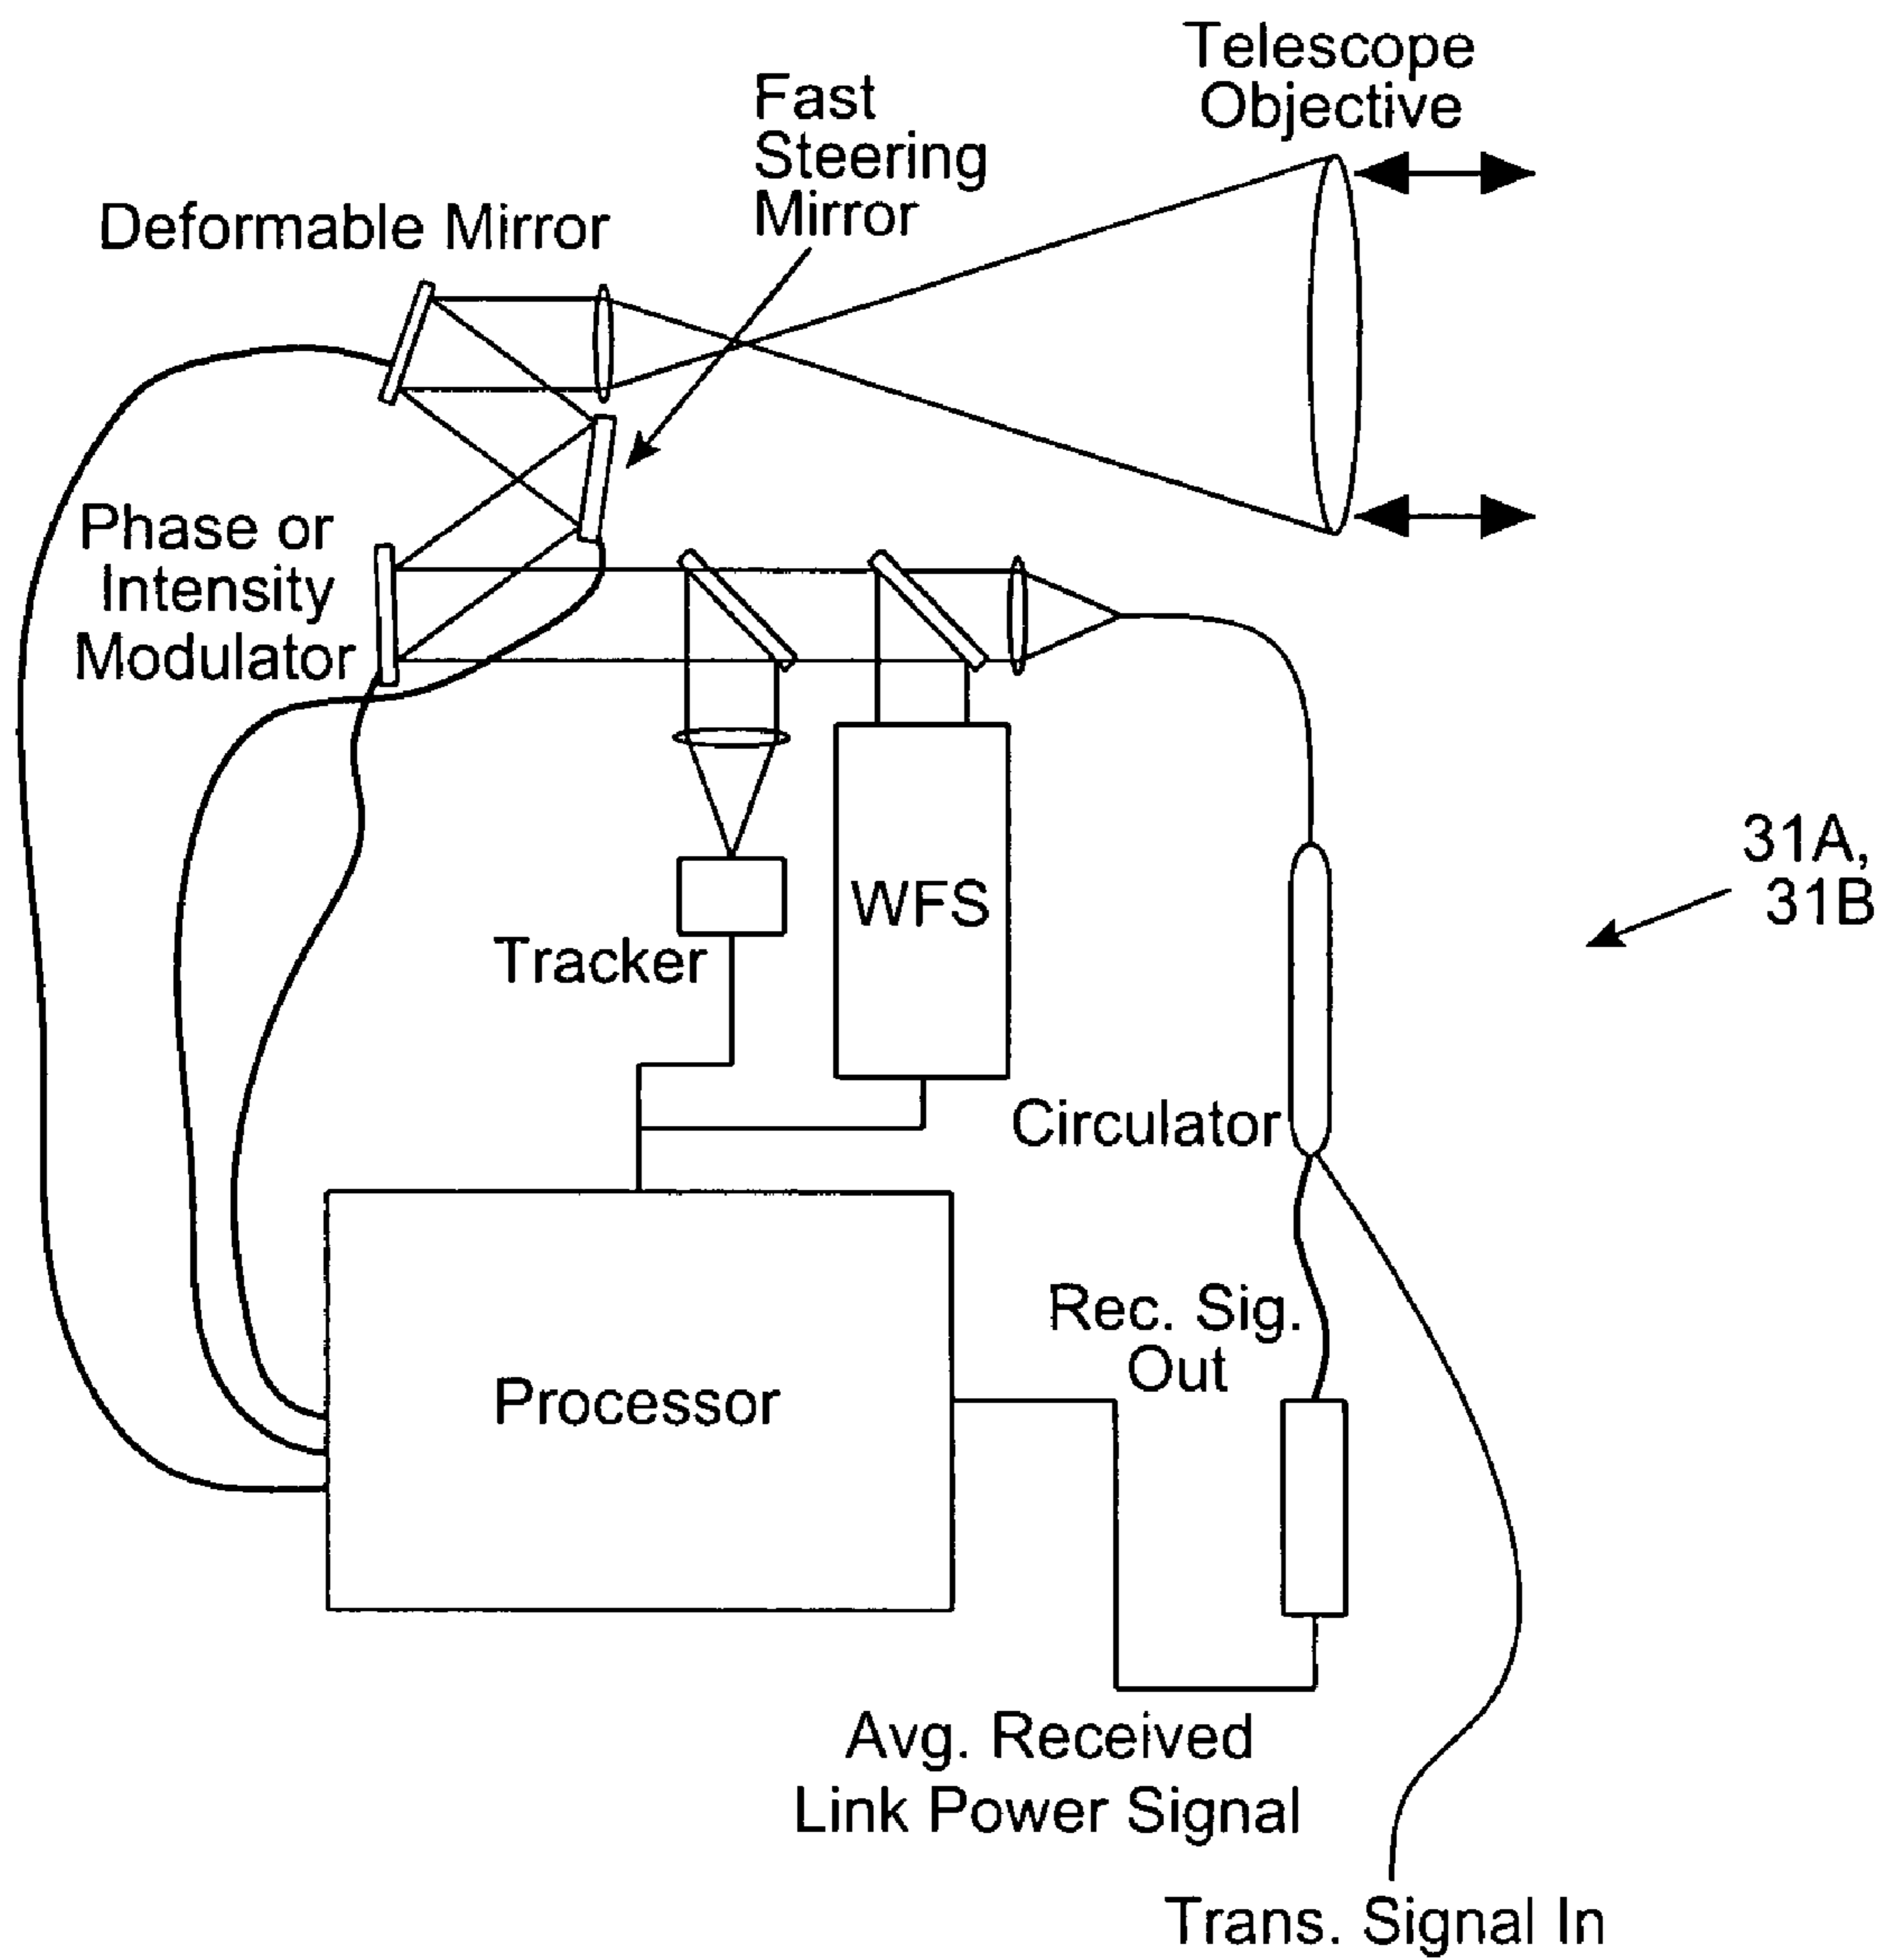 Telescope
Objective
Fast
Steering
Mirror
Deformable Mirror
Phase or
Intensity
Modulator
31A,
31B
WFS
Tracker
Circulator
Rec. Sig.
Out
Processor
Avg. Received
Link Power Signal
Trans. Signal In